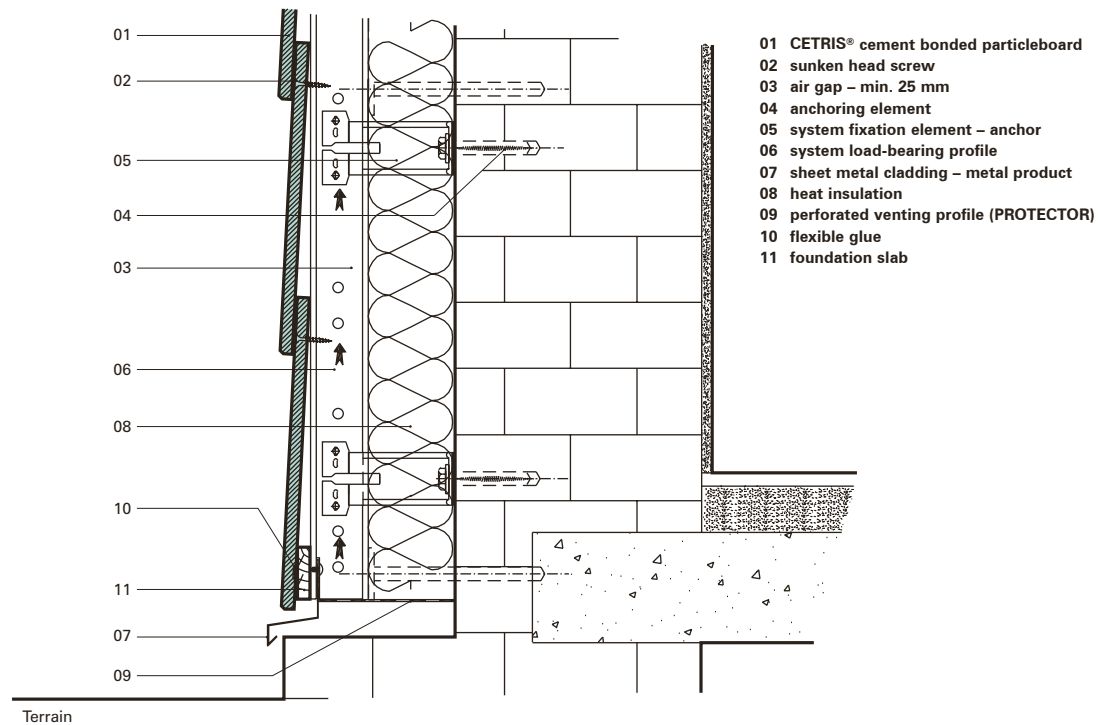 01
02
05
04
03
06
08
10
11
07
09
Terrain
01 CETRIS® cement bonded particleboard
02 sunken head screw
03 air gap – min. 25 mm
04 anchoring element
05 system fixation element – anchor
06 system load-bearing profile
07 sheet metal cladding – metal product
08 heat insulation
09 perforated venting profile (PROTECTOR)
10 flexible glue
11 foundation slab